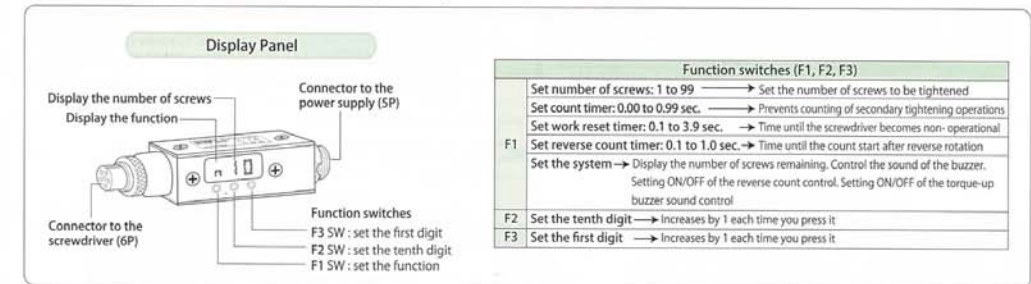 Display Panel
Display the number of screws
Display the function
Connector to the
power supply (5P)
n 10
Connector to the
screwdriver (6P)
Function switches
F3 SW : set the first digit
F2 SW : set the tenth digit
F1 SW : set the function
Function switches (F1, F2, F3)
F1
Set number of screws: 1 to 99 → Set the number of screws to be tightened
Set count timer: 0.00 to 0.99 sec. → Prevents counting of secondary tightening operations
Set work reset timer: 0.1 to 3.9 sec. → Time until the screwdriver becomes non- operational
Set reverse count timer: 0.1 to 1.0 sec. → Time until the count start after reverse rotation
Set the system → Display the number of screws remaining. Control the sound of the buzzer.
Setting ON/OFF of the reverse count control. Setting ON/OFF of the torque-up
buzzer sound control
F2 Set the tenth digit → Increases by 1 each time you press it
F3 Set the first digit → Increases by 1 each time you press it